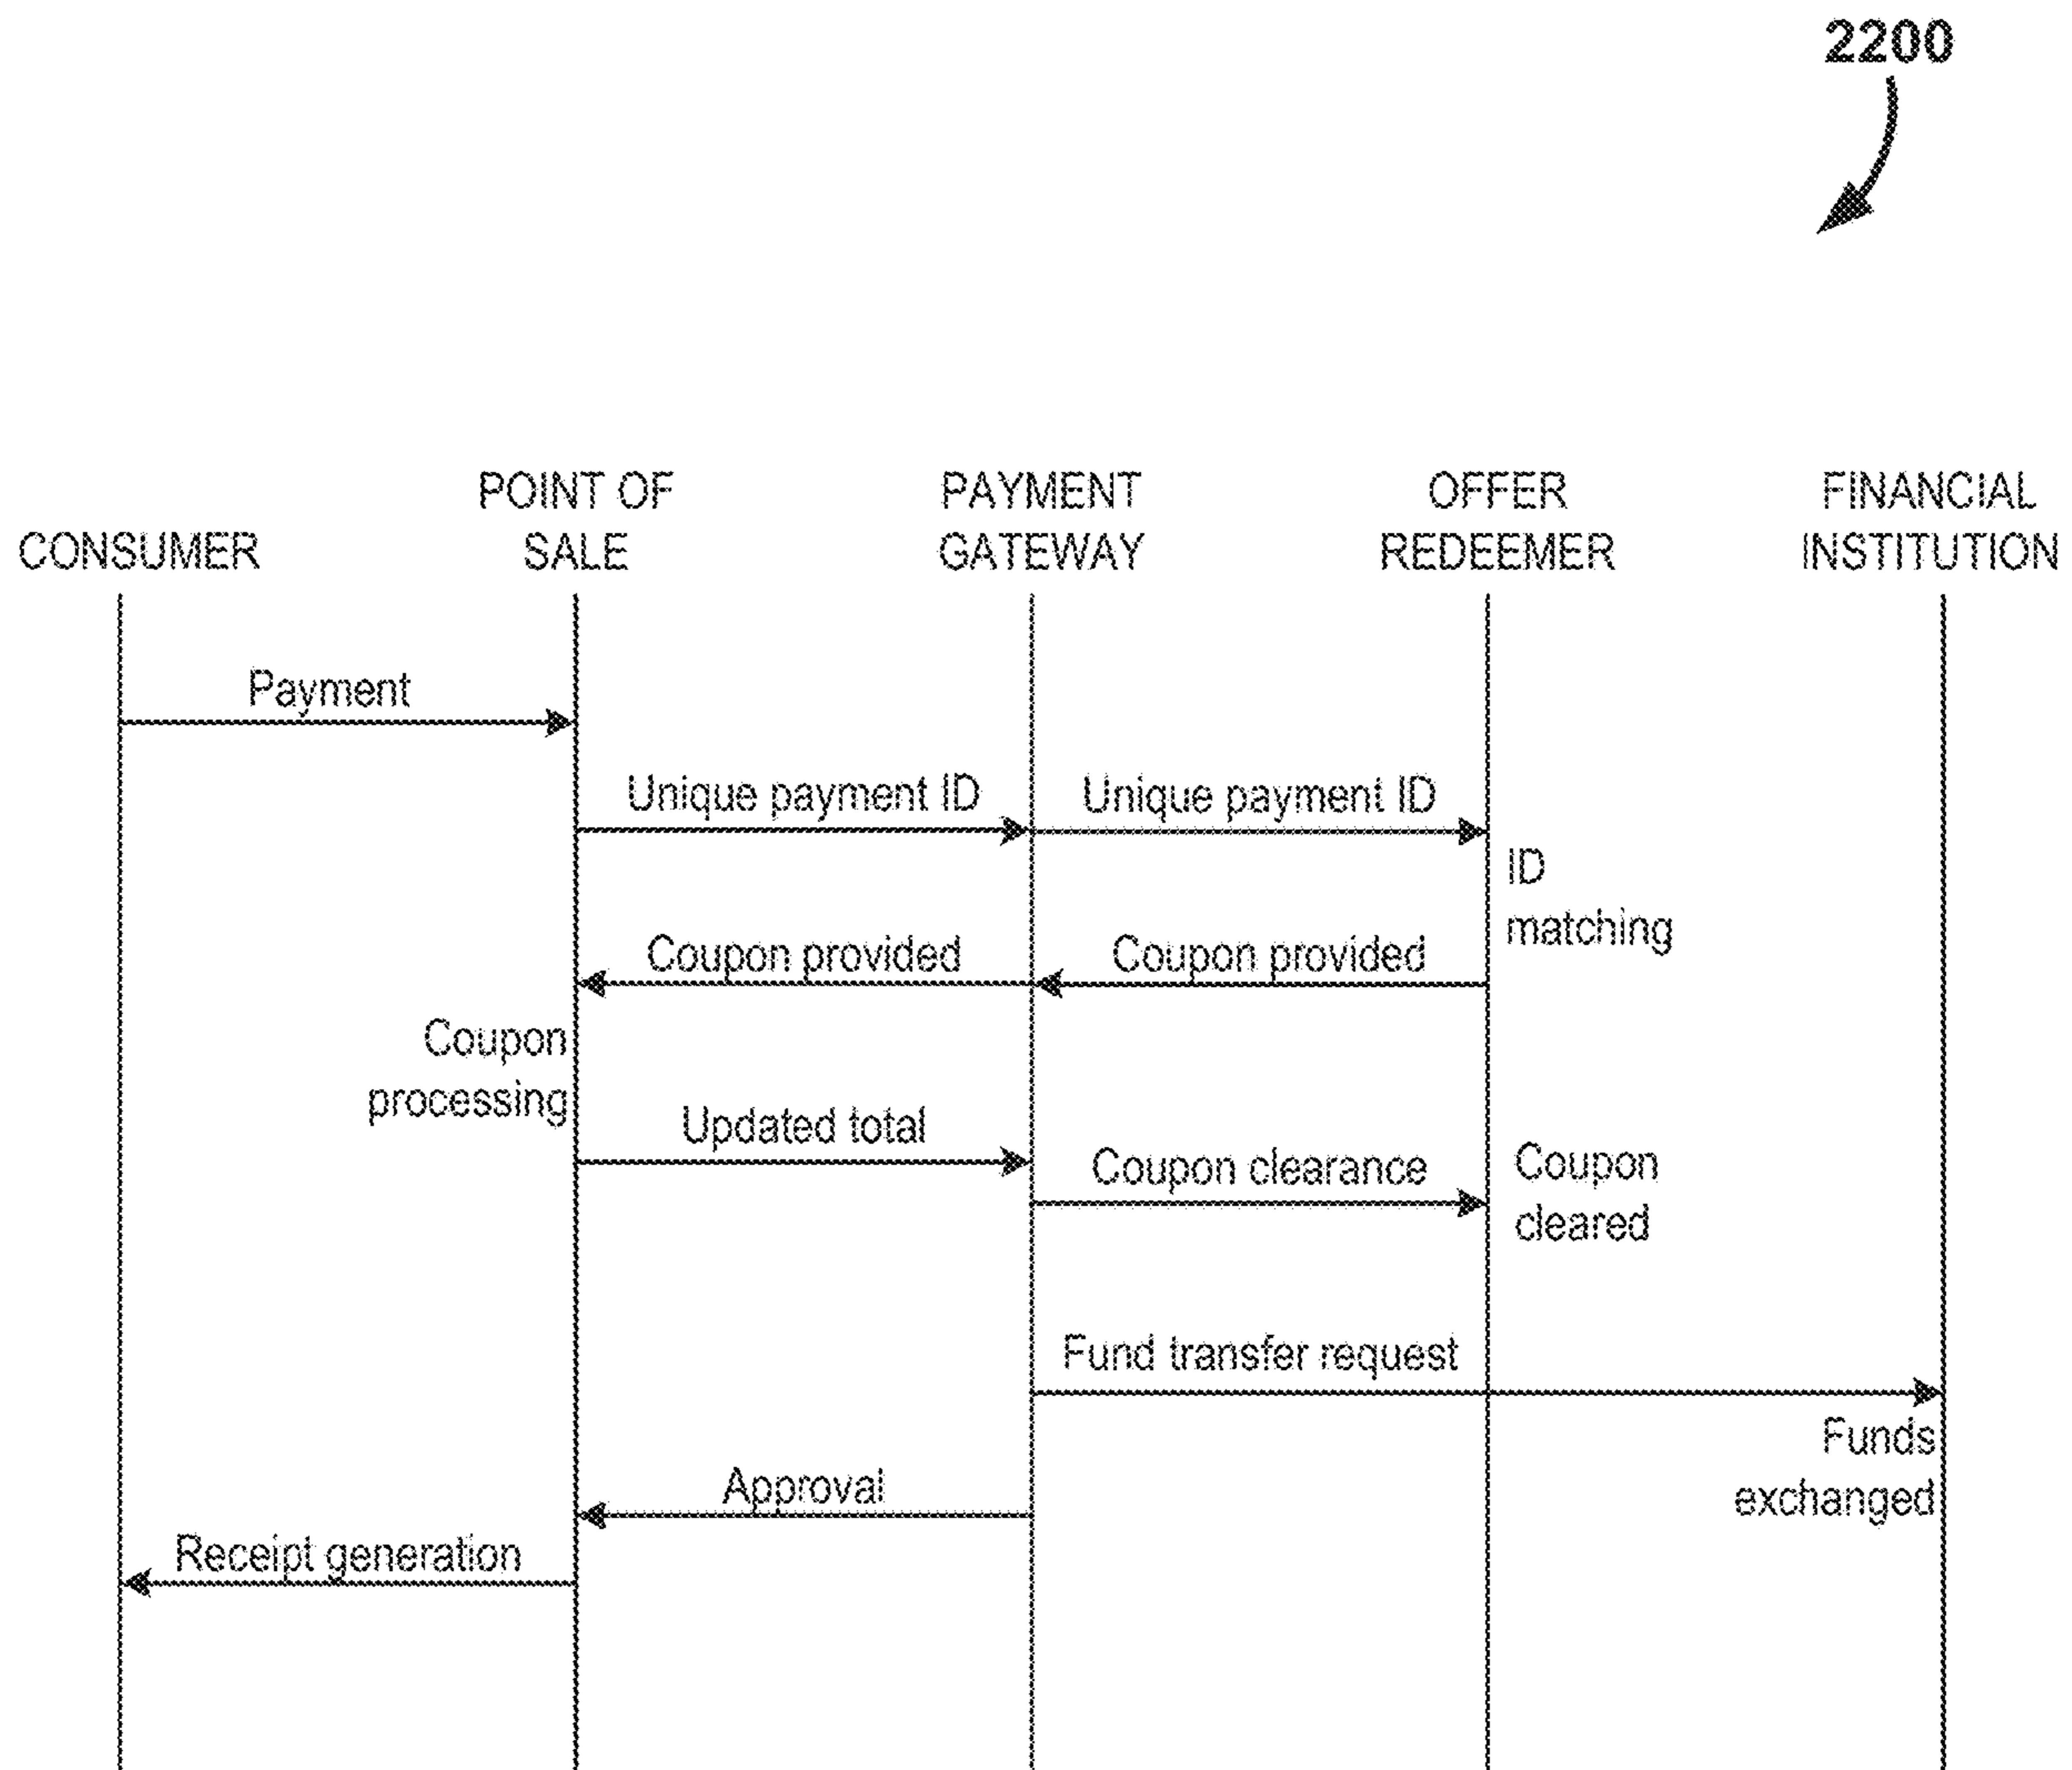 2200
POINT OF
SALE
PAYMENT
GATEWAY
OFFER
REDEEMER
FINANCIAL
INSTITUTION
CONSUMER
Payment
Unique payment ID
Unique payment ID
ID
matching
Coupon provided
Coupon provided
Coupon
processing
Updated total
Coupon clearance
Coupon
cleared
Fund transfer request
Funds
exchanged
Approval
Receipt generation